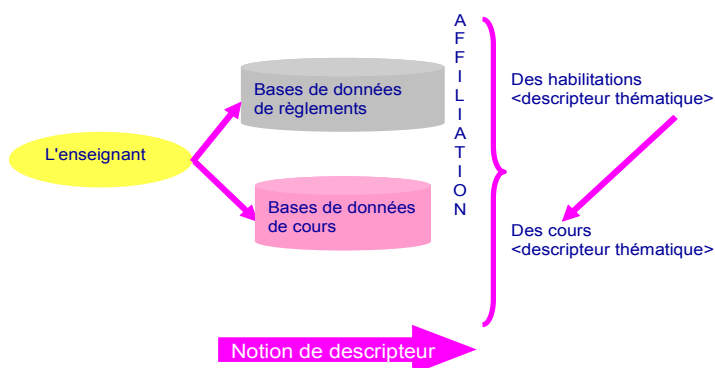 L'enseignant
Bases de données
de règlements
Bases de données
de cours
A
F
F
I
L
I
A
T
I
O
N
Des habilitations
<descripteur thématique>
Des cours
<descripteur thématique>
Notion de descripteur